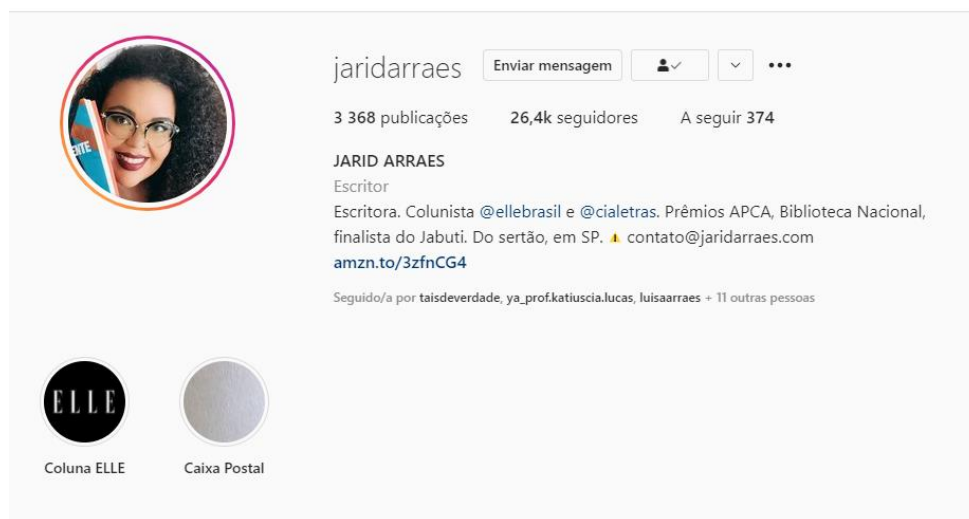 jaridarraes Enviar mensagem
3 368 publicações 26,4k seguidores A seguir 374
JARID ARRAES
Escritor
Escritora. Colunista @ellebrasil e @cialetras. Prêmios APCA, Biblioteca Nacional,
finalista do Jabuti. Do sertão, em SP. ⚠ contato@jaridarraes.com
amzn.to/3zfnCG4
Seguido/a por taisdeverdade, ya_prof.katiuscia.lucas, luisaarraes + 11 outras pessoas
ENTE
ELLE
Coluna ELLE Caixa Postal